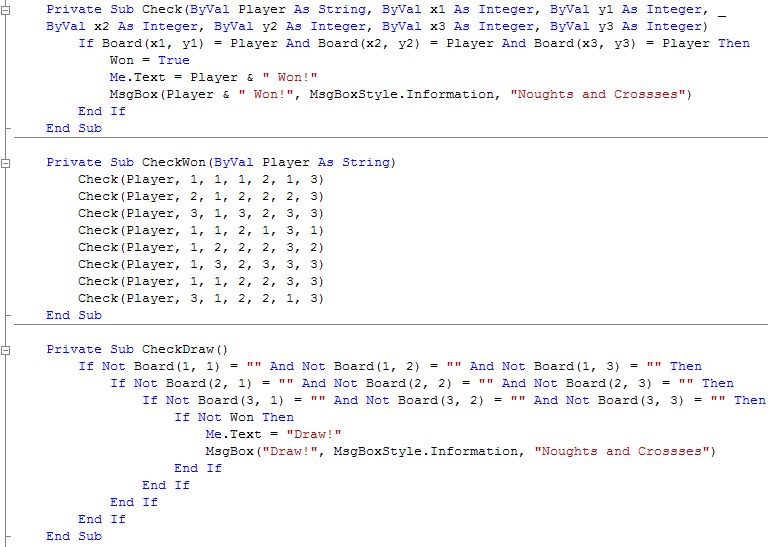 Private Sub Check(ByVal Player As String, ByVal x1 As Integer, ByVal y1 As Integer, _
ByVal x2 As Integer, ByVal y2 As Integer, ByVal x3 As Integer, ByVal y3 As Integer)
If Board(x1, y1) = Player And Board(x2, y2) = Player And Board(x3, y3) = Player Then
Won = True
Me.Text = Player & " Won!"
MsgBox(Player & " Won!", MsgBoxStyle.Information, "Noughts and Crossses")
End If
End Sub
Private Sub CheckWon(ByVal Player As String)
Check(Player, 1, 1, 1, 2, 1, 3)
Check(Player, 2, 1, 2, 2, 2, 3)
Check(Player, 3, 1, 3, 2, 3, 3)
Check(Player, 1, 1, 2, 1, 3, 1)
Check(Player, 1, 2, 2, 2, 3, 2)
Check(Player, 1, 3, 2, 3, 3, 3)
Check(Player, 1, 1, 2, 2, 3, 3)
Check(Player, 3, 1, 2, 2, 1, 3)
End Sub
Private Sub CheckDraw()
If Not Board(1, 1) = "" And Not Board(1, 2) = "" And Not Board(1, 3) = "" Then
If Not Board(2, 1) = "" And Not Board(2, 2) = "" And Not Board(2, 3) = "" Then
If Not Board(3, 1) = "" And Not Board(3, 2) = "" And Not Board(3, 3) = "" Then
If Not Won Then
Me.Text = "Draw!"
MsgBox("Draw!", MsgBoxStyle.Information, "Noughts and Crossses")
End If
End If
End If
End If
End Sub